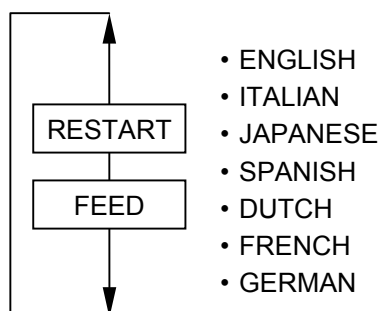 RESTART
FEED
• ENGLISH
• ITALIAN
• JAPANESE
• SPANISH
• DUTCH
• FRENCH
• GERMAN